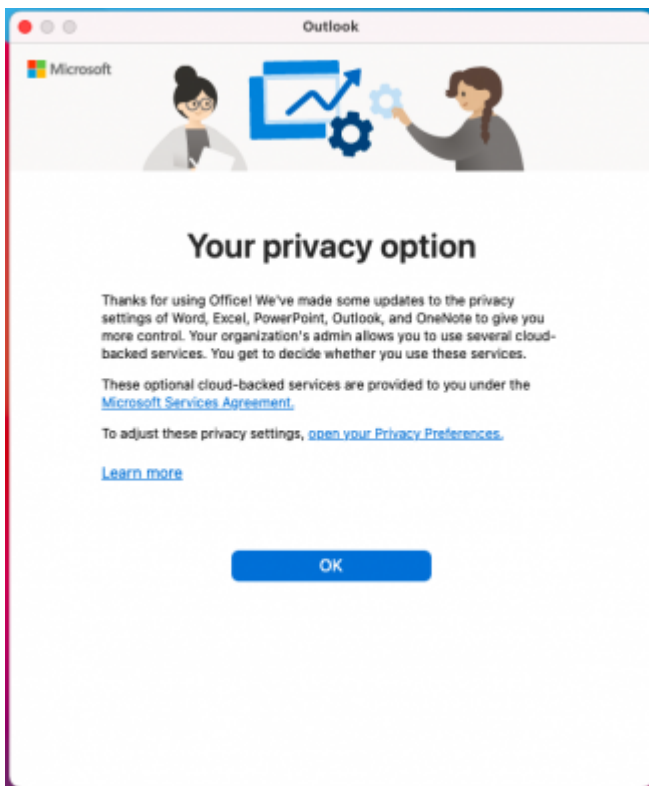 Outlook
Microsoft
Your privacy option
Thanks for using Office! We've made some updates to the privacy
settings of Word, Excel, PowerPoint, Outlook, and OneNote to give you
more control. Your organization's admin allows you to use several cloud-
backed services. You get to decide whether you use these services.
These optional cloud-backed services are provided to you under the
Microsoft Services Agreement.
To adjust these privacy settings, open your Privacy Preferences.
Learn more
OK